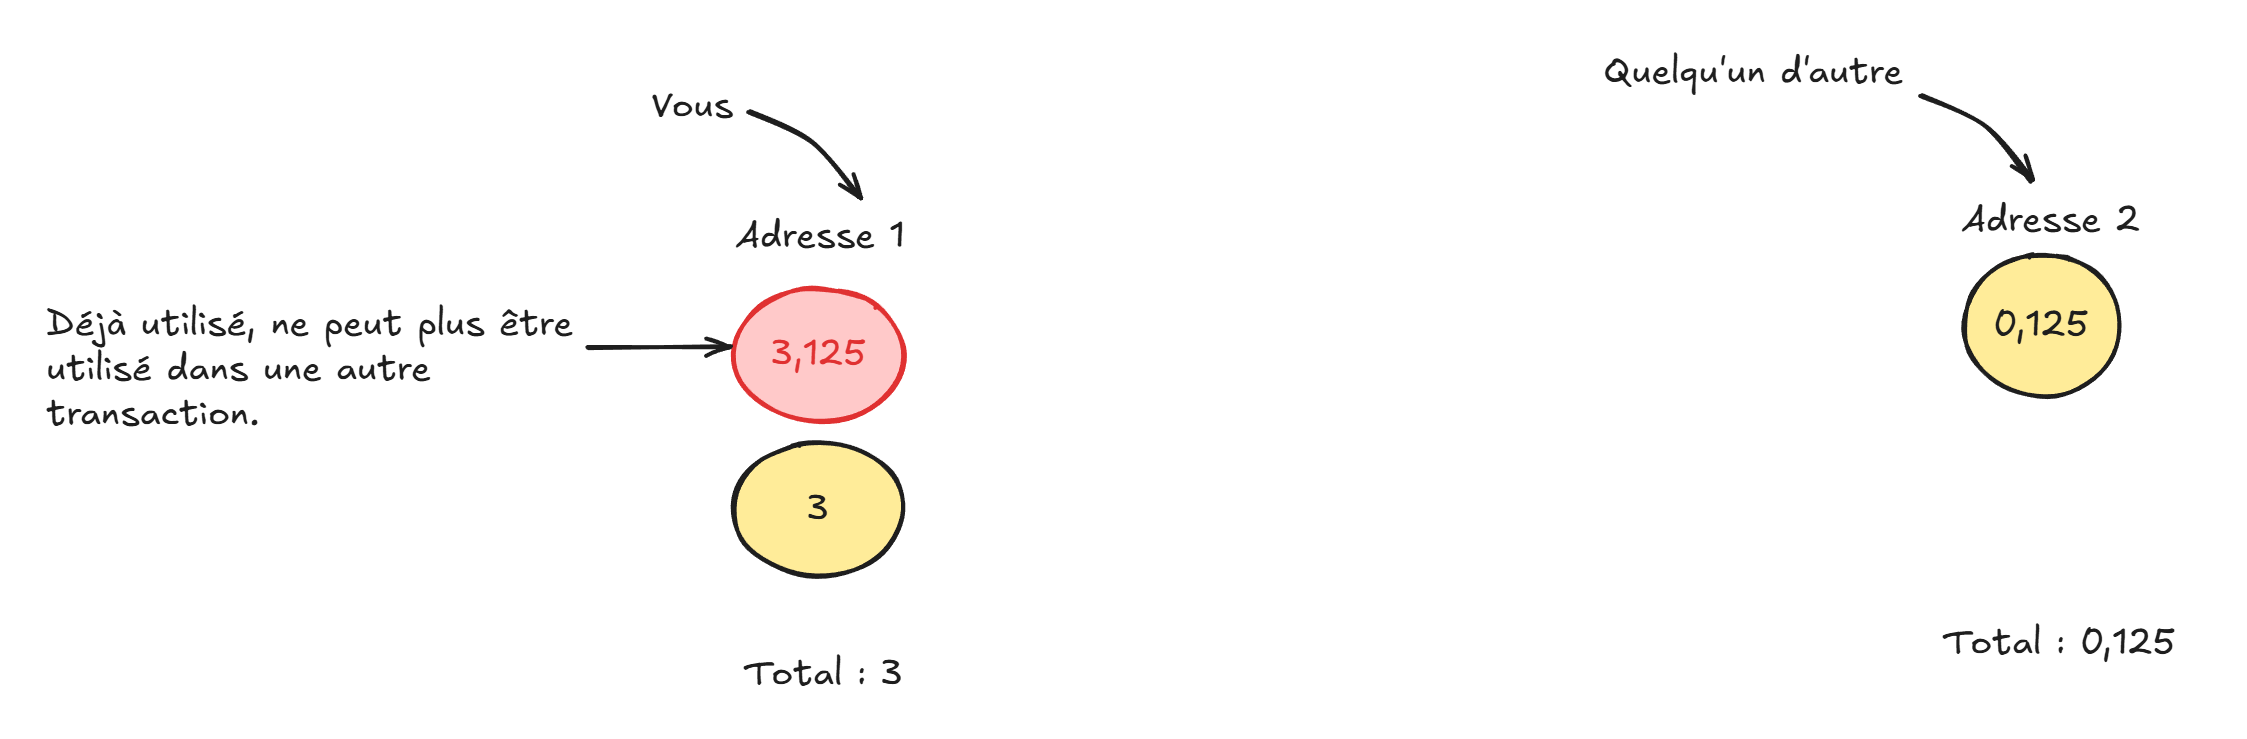 Vous
Adresse 1
Déjà utilisé, ne peut plus être
utilisé dans une autre
transaction.
3,125
3
Total : 3
Quelqu'un d'autre
Adresse 2
0,125
Total : 0,125